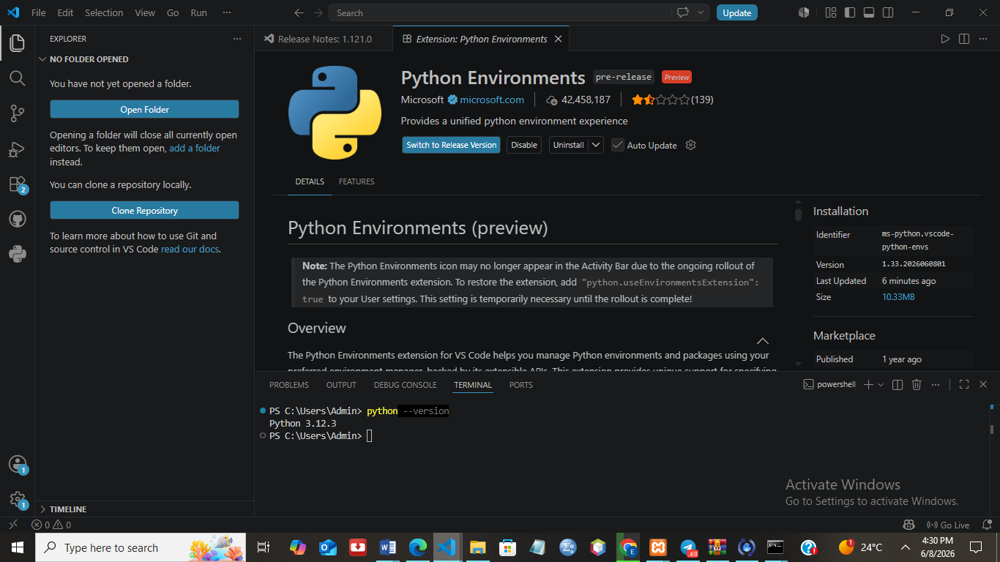 File Edit Selection View Go Run ···
Search
Update
EXPLORER ···
NO FOLDER OPENED
You have not yet opened a folder.
Open Folder
Opening a folder will close all currently open
editors. To keep them open, add a folder
instead.
You can clone a repository locally.
Clone Repository
To learn more about how to use Git and
source control in VS Code read our docs.
2
1
1
TIMELINE
Release Notes: 1.121.0
Extension: Python Environments
Python Environments pre-release Preview
Microsoft microsoft.com 42,458,187 (139)
Provides a unified python environment experience
Switch to Release Version Disable Uninstall Auto Update
DETAILS FEATURES
Python Environments (preview)
Note: The Python Environments icon may no longer appear in the Activity Bar due to the ongoing rollout of
the Python Environments extension. To restore the extension, add "python.useEnvironmentsExtension":
true to your User settings. This setting is temporarily necessary until the rollout is complete!
Overview
The Python Environments extension for VS Code helps you manage Python environments and packages using your
preferred environment manager, backed by its extensible APIs. This extension provides unique support for specifying
Installation
Identifier ms-python.vscode-
python-envs
Version 1.33.2026060801
Last Updated 6 minutes ago
Size 10.33MB
Marketplace
Published 1 year ago
PROBLEMS OUTPUT DEBUG CONSOLE TERMINAL PORTS
powershell
PS C:\Users\Admin> python --version
Python 3.12.3
PS C:\Users\Admin>
Activate Windows
Go to Settings to activate Windows.
0 0
Go Live
Type here to search
69
1
24°C
4:30 PM
6/8/2026